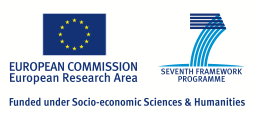 EUROPEAN COMMISSION
European Research Area
SEVENTH FRAMEWORK
PROGRAMME
Funded under Socio-economic Sciences & Humanities